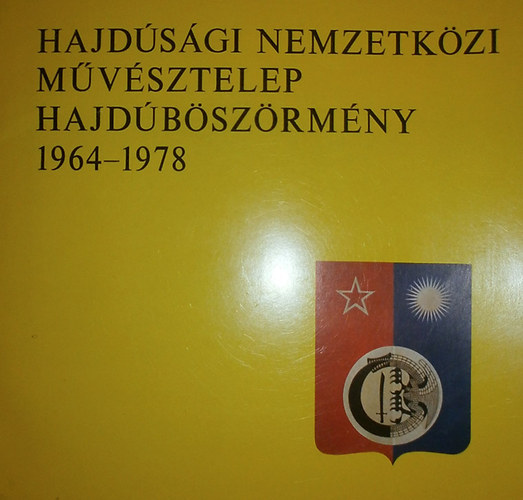 HAJDÚSÁGI NEMZETKÖZI
MŰVÉSZTELEP
HAJDÚBÖSZÖRMÉNY
1964–1978